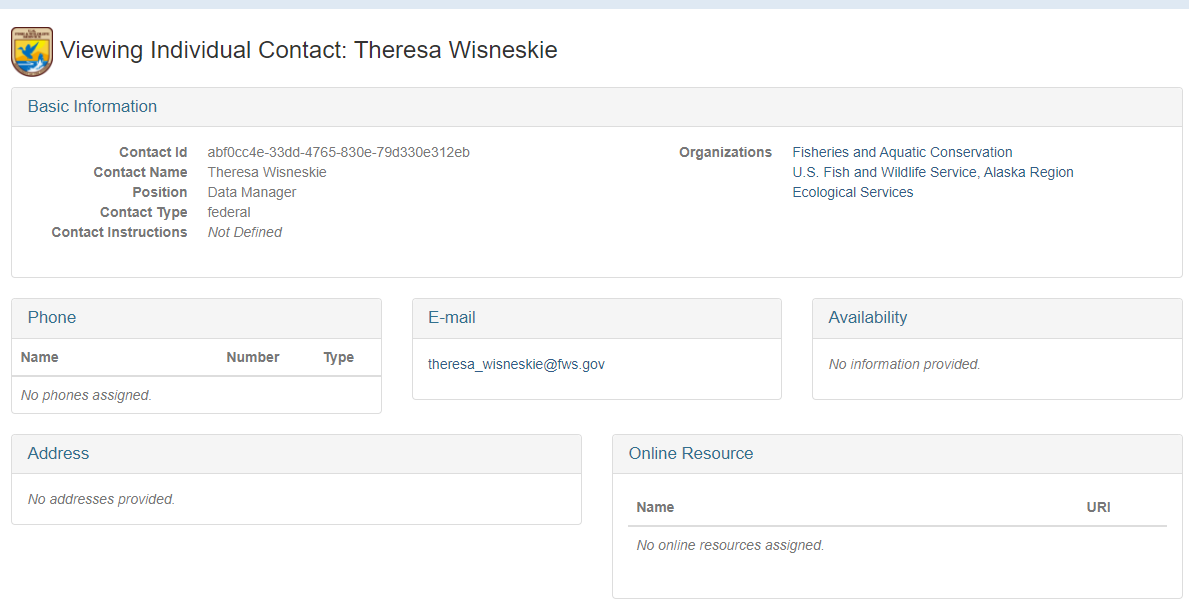 Viewing Individual Contact: Theresa Wisneskie
Basic Information
Contact Id abf0cc4e-33dd-4765-830e-79d330e312eb
Contact Name Theresa Wisneskie
Position Data Manager
Contact Type federal
Contact Instructions Not Defined
Organizations Fisheries and Aquatic Conservation
U.S. Fish and Wildlife Service, Alaska Region
Ecological Services
Phone
Name Number Type
No phones assigned.
E-mail
theresa_wisneskie@fws.gov
Availability
No information provided.
Address
No addresses provided.
Online Resource
Name URI
No online resources assigned.